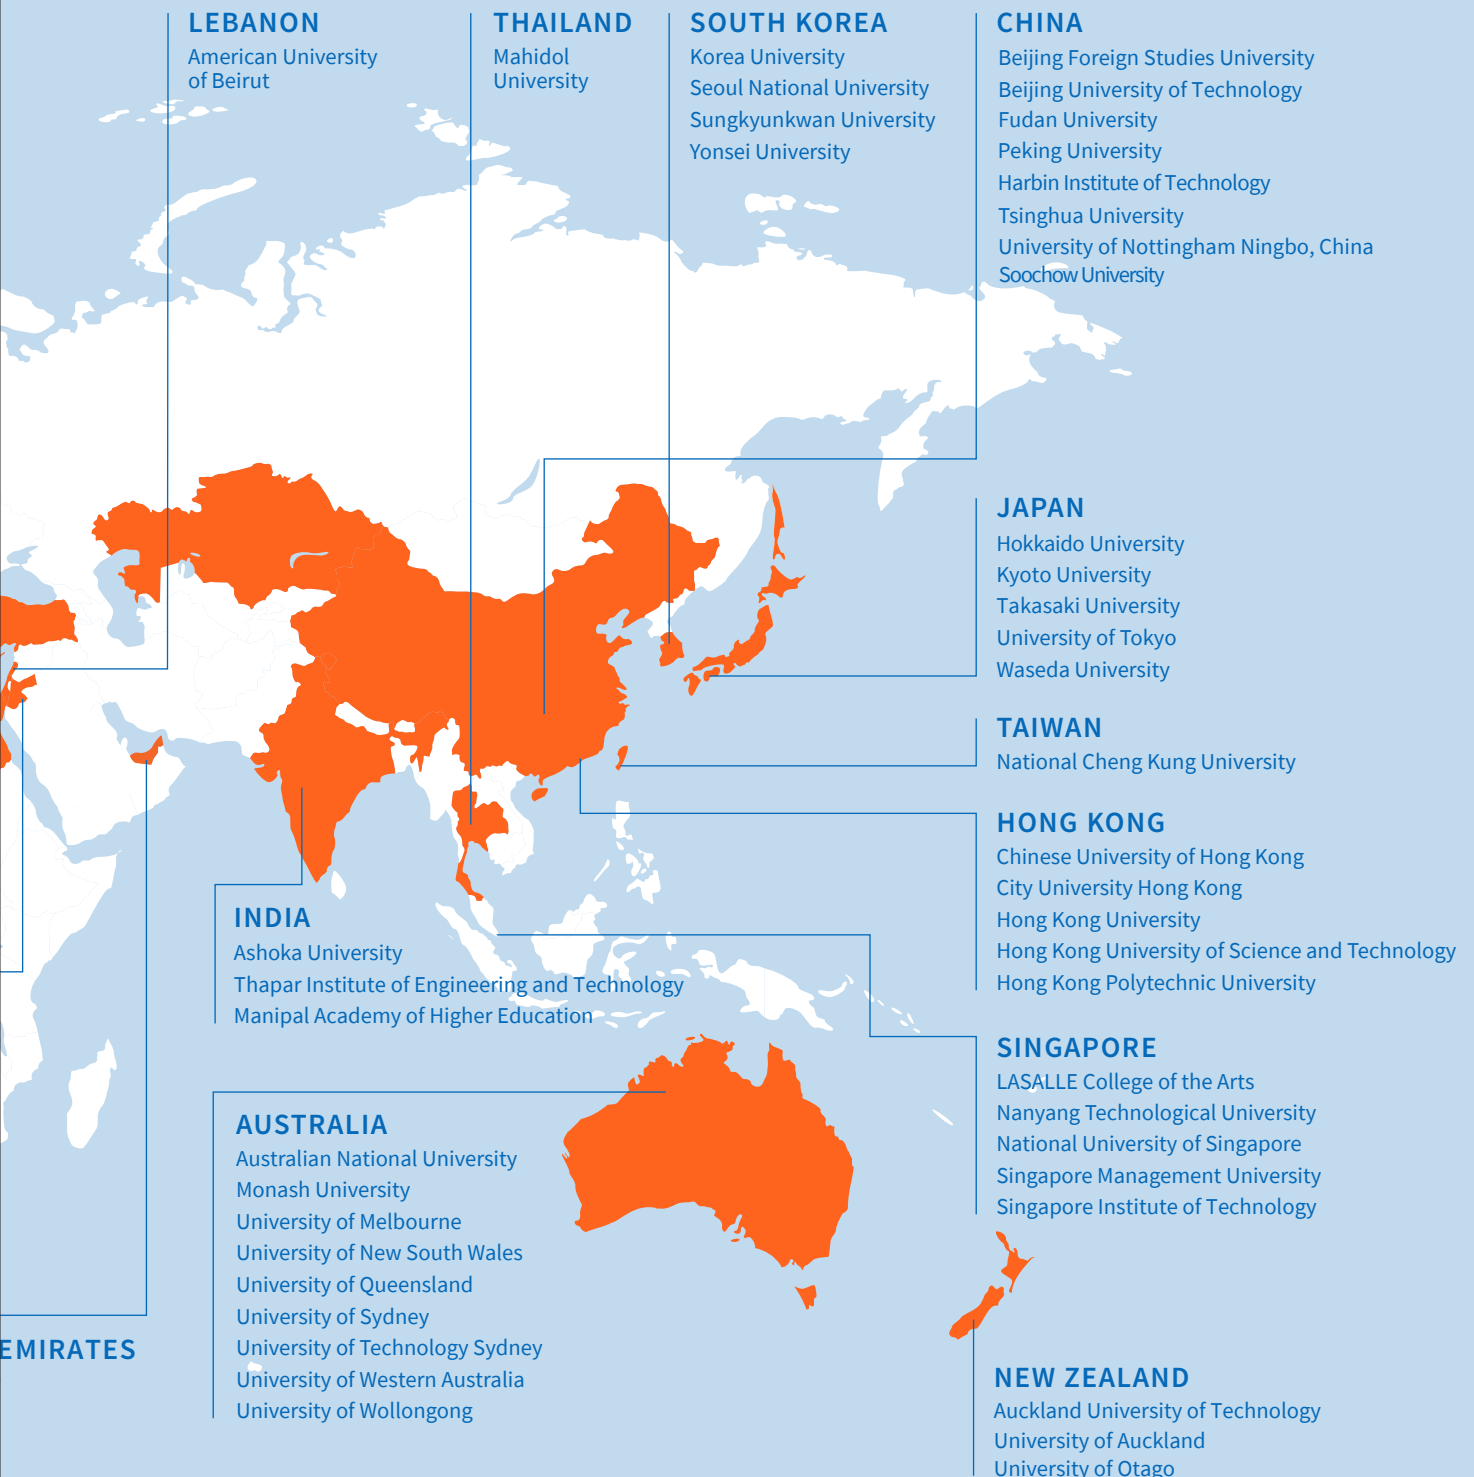 LEBANON
American University
of Beirut
THAILAND
Mahidol
University
SOUTH KOREA
Korea University
Seoul National University
Sungkyunkwan University
Yonsei University
CHINA
Beijing Foreign Studies University
Beijing University of Technology
Fudan University
Peking University
Harbin Institute of Technology
Tsinghua University
University of Nottingham Ningbo, China
Soochow University
JAPAN
Hokkaido University
Kyoto University
Takasaki University
University of Tokyo
Waseda University
TAIWAN
National Cheng Kung University
HONG KONG
Chinese University of Hong Kong
City University Hong Kong
Hong Kong University
Hong Kong University of Science and Technology
Hong Kong Polytechnic University
INDIA
Ashoka University
Thapar Institute of Engineering and Technology
Manipal Academy of Higher Education
SINGAPORE
LASALLE College of the Arts
Nanyang Technological University
National University of Singapore
Singapore Management University
Singapore Institute of Technology
AUSTRALIA
Australian National University
Monash University
University of Melbourne
University of New South Wales
University of Queensland
University of Sydney
University of Technology Sydney
University of Western Australia
University of Wollongong
EMIRATES
NEW ZEALAND
Auckland University of Technology
University of Auckland
University of Otago